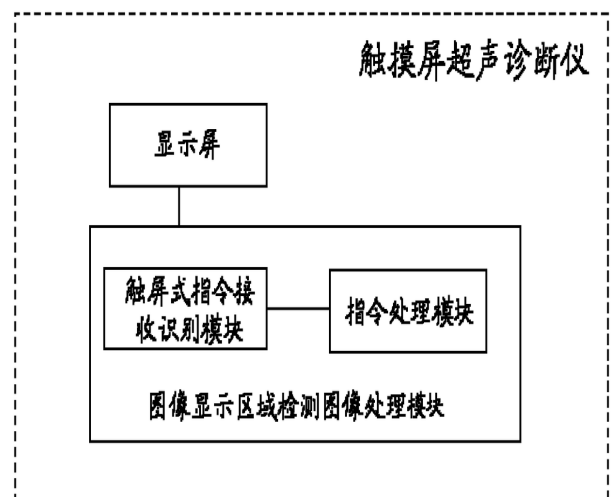 触摸屏超声诊断仪
显示屏
触屏式指令接
收识别模块
指令处理模块
图像显示区域检测图像处理模块